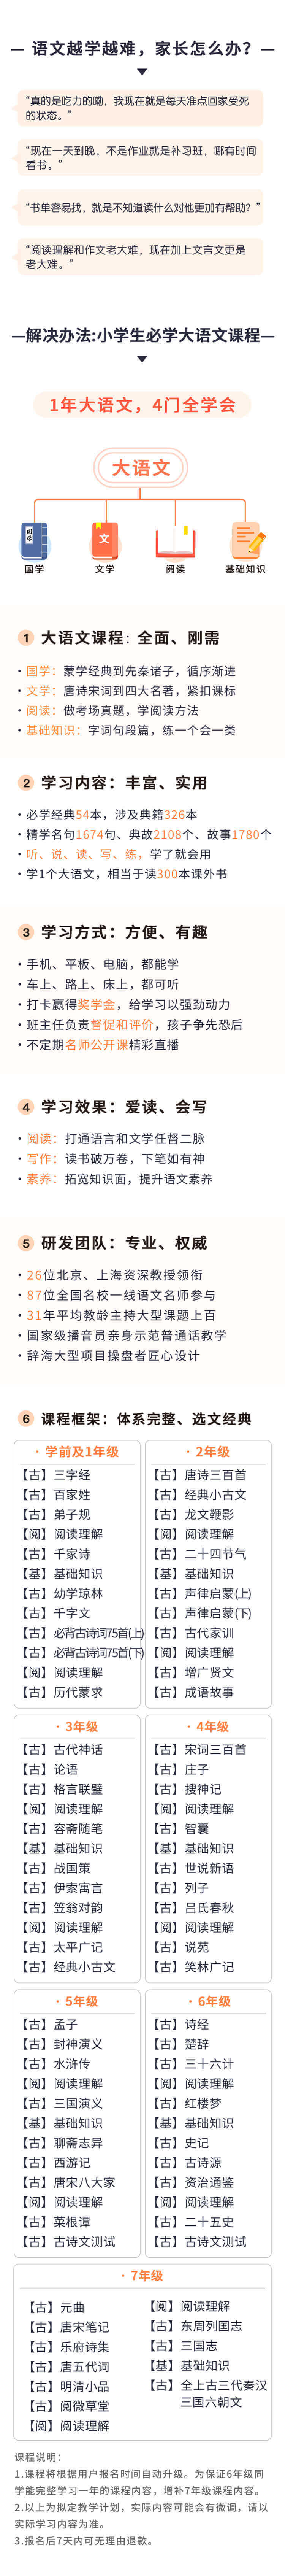 — 语文越学越难，家长怎么办？—
“真的是吃力的嘞，我现在就是每天准点回家受死
的状态。”
“现在一天到晚，不是作业就是补习班，哪有时间
看书。”
“书单容易找，就是不知道读什么对他更加有帮助？”
“阅读理解和作文老大难，现在加上文言文更是
老大难。”
—解决办法:小学生必学大语文课程—
1年大语文，4门全学会
大语文
国学
文
国学
文学
阅读
基础知识
1 大语文课程：全面、刚需
· 国学：蒙学经典到先秦诸子，循序渐进
· 文学：唐诗宋词到四大名著，紧扣课标
· 阅读：做考场真题，学阅读方法
· 基础知识：字词句段篇，练一个会一类
2 学习内容：丰富、实用
· 必学经典54本，涉及典籍326本
· 精学名句1674句、典故2108个、故事1780个
· 听、说、读、写、练，学了就会用
· 学1个大语文，相当于读300本课外书
3 学习方式：方便、有趣
· 手机、平板、电脑，都能学
· 车上、路上、床上，都可听
· 打卡赢得奖学金，给学习以强劲动力
· 班主任负责督促和评价，孩子争先恐后
· 不定期名师公开课精彩直播
4 学习效果：爱读、会写
· 阅读：打通语言和文学任督二脉
· 写作：读书破万卷，下笔如有神
· 素养：拓宽知识面，提升语文素养
5 研发团队：专业、权威
· 26位北京、上海资深教授领衔
· 87位全国名校一线语文名师参与
· 31年平均教龄主持大型课题上百
· 国家级播音员亲身示范普通话教学
· 辞海大型项目操盘者匠心设计
6 课程框架：体系完整、选文经典
· 学前及1年级
【古】三字经
【古】百家姓
【古】弟子规
【阅】阅读理解
【古】千家诗
【基】基础知识
【古】幼学琼林
【古】千字文
【古】必背古诗词75首(上)
【古】必背古诗词75首(下)
【阅】阅读理解
【古】历代蒙求
· 2年级
【古】唐诗三百首
【古】经典小古文
【古】龙文鞭影
【阅】阅读理解
【古】二十四节气
【基】基础知识
【古】声律启蒙(上)
【古】声律启蒙(下)
【古】古代家训
【阅】阅读理解
【古】增广贤文
【古】成语故事
· 3年级
【古】古代神话
【古】论语
【古】格言联璧
【阅】阅读理解
【古】容斋随笔
【基】基础知识
【古】战国策
【古】伊索寓言
【古】笠翁对韵
【阅】阅读理解
【古】太平广记
【古】经典小古文
· 4年级
【古】宋词三百首
【古】庄子
【古】搜神记
【阅】阅读理解
【古】智囊
【基】基础知识
【古】世说新语
【古】列子
【古】吕氏春秋
【阅】阅读理解
【古】说苑
【古】笑林广记
· 5年级
【古】孟子
【古】封神演义
【古】水浒传
【阅】阅读理解
【古】三国演义
【基】基础知识
【古】聊斋志异
【古】西游记
【古】唐宋八大家
【阅】阅读理解
【古】菜根谭
【古】古诗文测试
· 6年级
【古】诗经
【古】楚辞
【古】三十六计
【阅】阅读理解
【古】红楼梦
【基】基础知识
【古】史记
【古】古诗源
【古】资治通鉴
【阅】阅读理解
【古】二十五史
【古】古诗文测试
· 7年级
【古】元曲
【古】唐宋笔记
【古】乐府诗集
【古】唐五代词
【古】明清小品
【古】阅微草堂
【阅】阅读理解
【阅】阅读理解
【古】东周列国志
【古】三国志
【基】基础知识
【古】全上古三代秦汉
三国六朝文
课程说明：
1.课程将根据用户报名时间自动升级。为保证6年级同
学能完整学习一年的课程内容，增补7年级课程内容。
2.以上为拟定教学计划，实际内容可能会有微调，请以
实际学习内容为准。
3.报名后7天内可无理由退款。